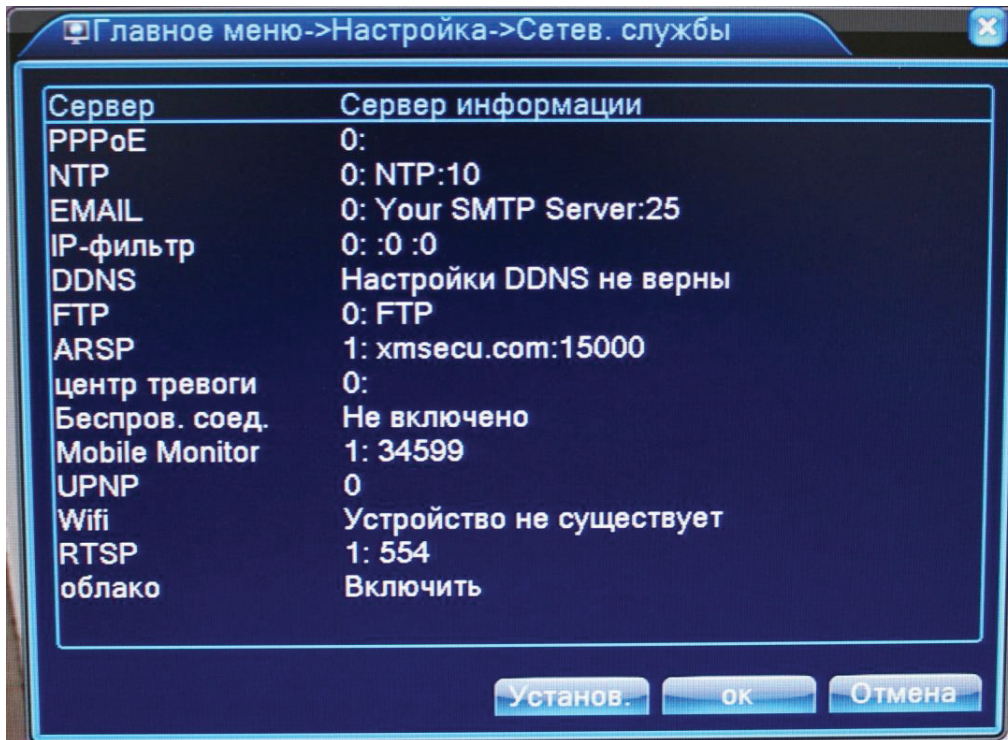 Главное меню->Настройка->Сетев. службы
Сервер Сервер информации
PPPoE 0:
NTP 0: NTP:10
EMAIL 0: Your SMTP Server:25
IP-фильтр 0: :0 :0
DDNS Настройки DDNS не верны
FTP 0: FTP
ARSP 1: xmsecu.com:15000
центр тревоги 0:
Беспров. соед. Не включено
Mobile Monitor 1: 34599
UPNP 0
Wifi Устройство не существует
RTSP 1: 554
облако Включить
Установ. ок Отмена